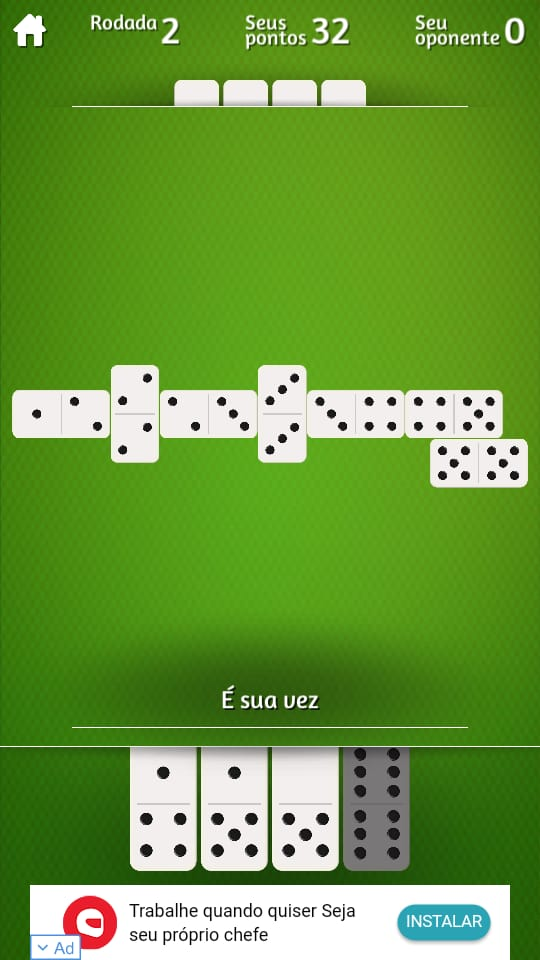 Rodada 2
Seus pontos 32
Seu oponente 0
É sua vez
Trabalhe quando quiser Seja
seu próprio chefe
INSTALAR
Ad